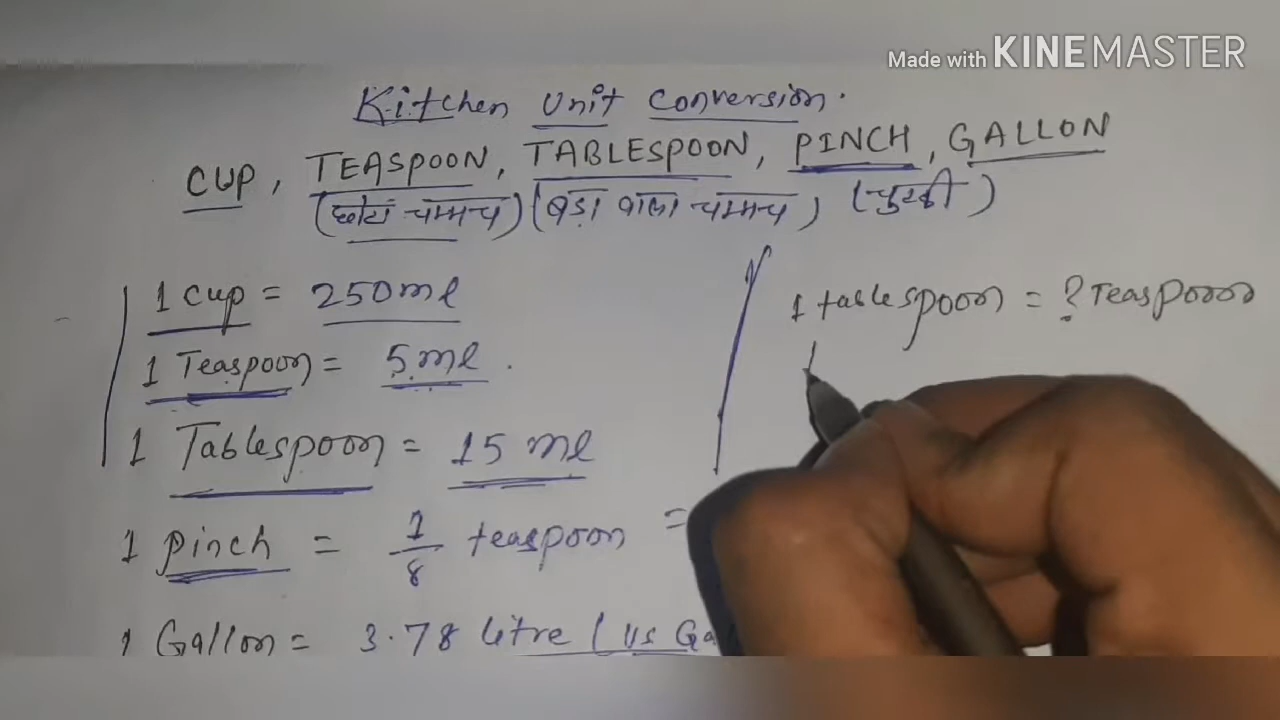 Made with KINEMASTER
Kitchen Unit Conversion.
CUP, TEASPOON, TABLESPOON, PINCH, GALLON
(छोटा चम्मच) (बड़ा वाला चम्मच) (चुटकी)
1 Cup = 250ml
1 Teaspoon = 5ml.
1 Tablespoon = 15 ml
1 pinch = 1/8 teaspoon =
1 Gallon = 3.78 litre (US
1 tablespoon = ? Teaspoon